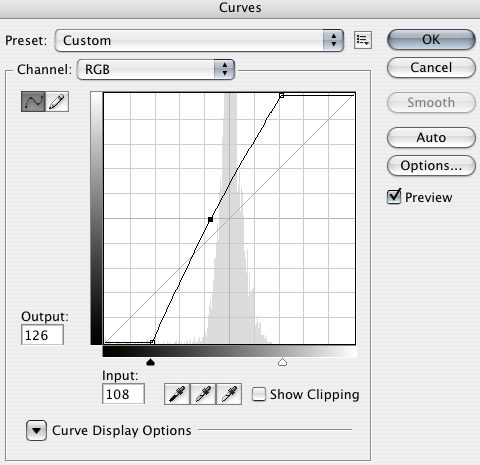 Curves
Preset: Custom
OK
Channel: RGB
Cancel
Smooth
Auto
Options...
Preview
Output:
126
Input:
108
Show Clipping
Curve Display Options